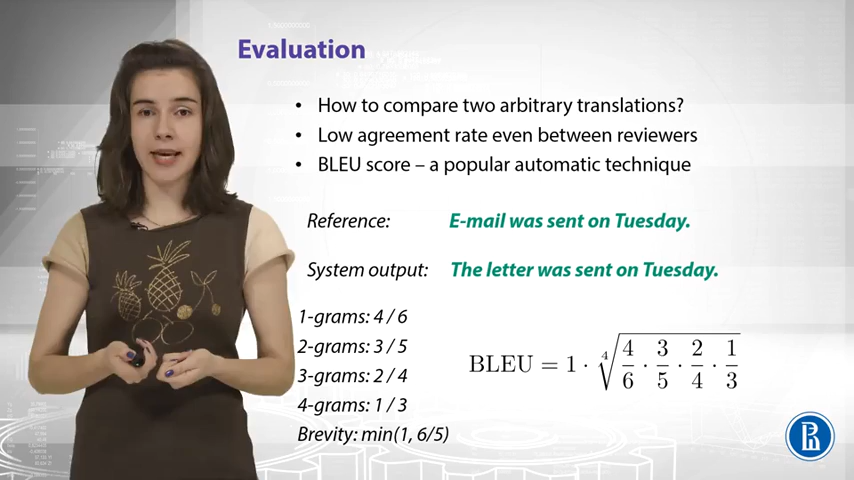 Evaluation
• How to compare two arbitrary translations?
• Low agreement rate even between reviewers
• BLEU score – a popular automatic technique
Reference: E-mail was sent on Tuesday.
System output: The letter was sent on Tuesday.
1-grams: 4 / 6
2-grams: 3 / 5
3-grams: 2 / 4
4-grams: 1 / 3
Brevity: min(1, 6/5)
BLEU = 1 · ∜(4/6 · 3/5 · 2/4 · 1/3)